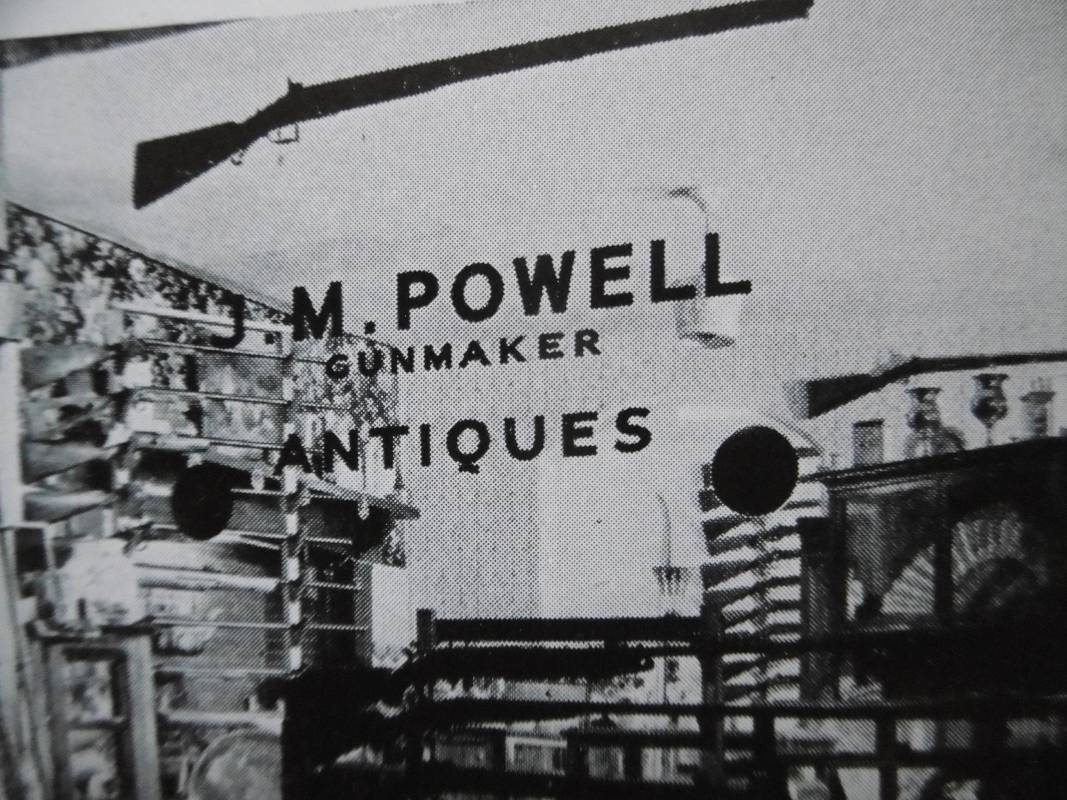 J. M. POWELL
GUNMAKER
ANTIQUES